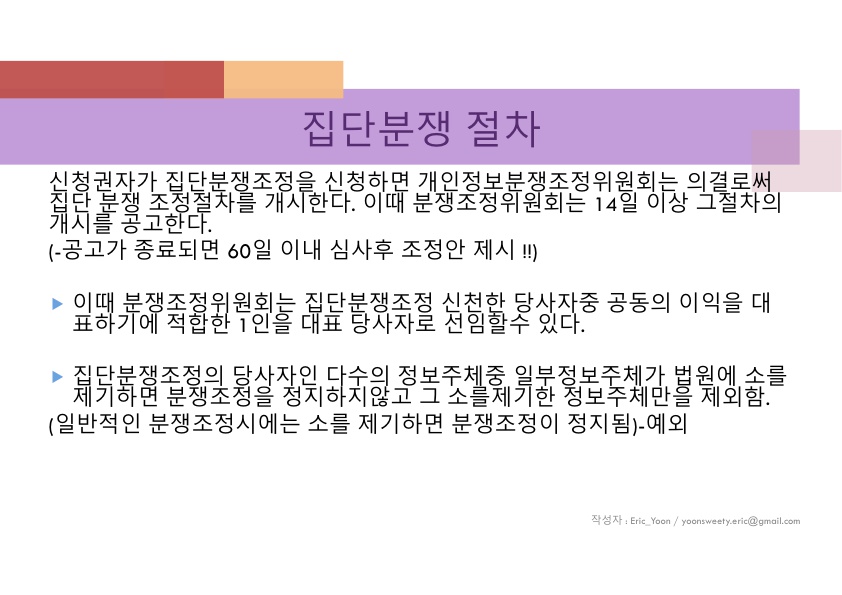 집단분쟁 절차
신청권자가 집단분쟁조정을 신청하면 개인정보분쟁조정위원회는 의결로써
집단 분쟁 조정절차를 개시한다. 이때 분쟁조정위원회는 14일 이상 그절차의
개시를 공고한다.
(-공고가 종료되면 60일 이내 심사후 조정안 제시 !!)
이때 분쟁조정위원회는 집단분쟁조정 신천한 당사자중 공동의 이익을 대
표하기에 적합한 1인을 대표 당사자로 선임할수 있다.
집단분쟁조정의 당사자인 다수의 정보주체중 일부정보주체가 법원에 소를
제기하면 분쟁조정을 정지하지않고 그 소를제기한 정보주체만을 제외함.
(일반적인 분쟁조정시에는 소를 제기하면 분쟁조정이 정지됨)-예외
작성자 : Eric_Yoon / yoonsweety.eric@gmail.com